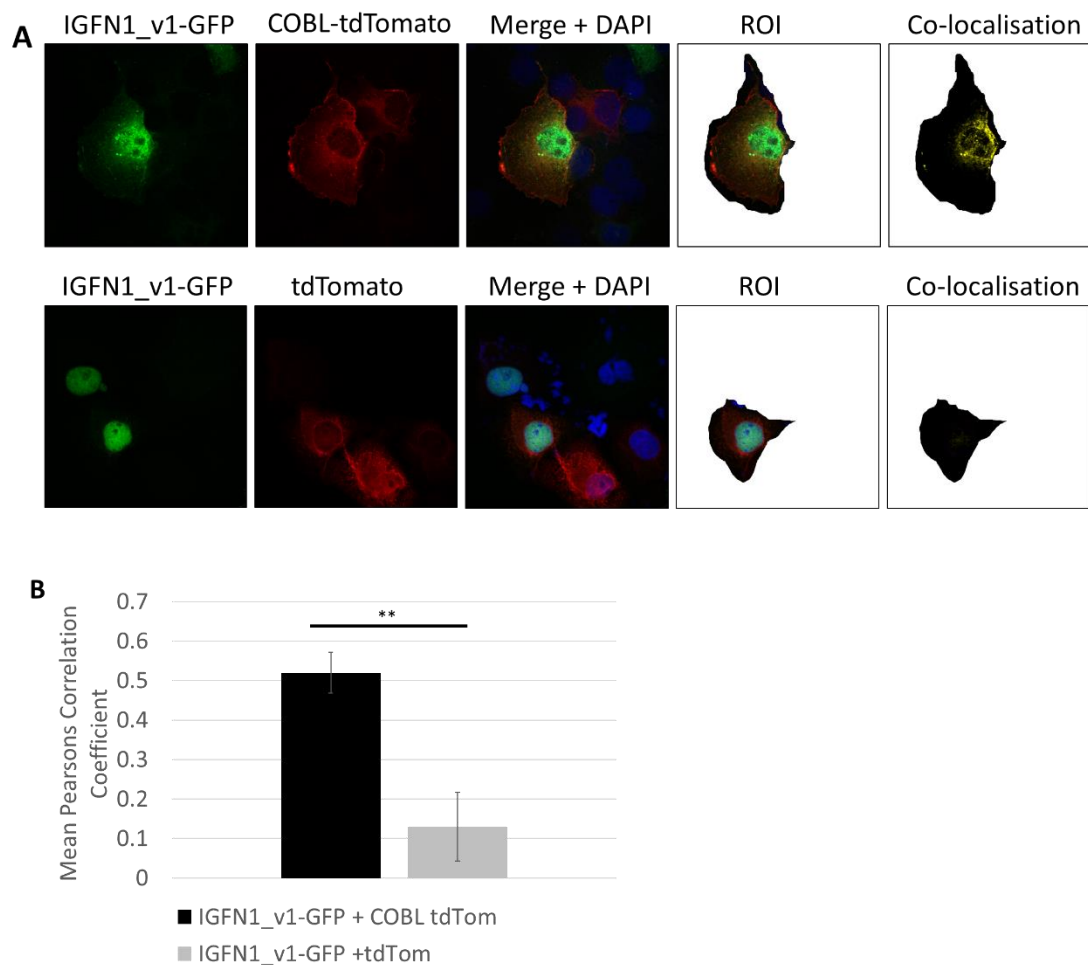 A
IGFN1_v1-GFP COBL-tdTomato Merge + DAPI ROI Co-localisation
IGFN1_v1-GFP tdTomato Merge + DAPI ROI Co-localisation
B
Mean Pearsons Correlation
Coefficient
0.7
0.6
0.5
0.4
0.3
0.2
0.1
0
**
IGFN1_v1-GFP + COBL tdTom
IGFN1_v1-GFP +tdTom